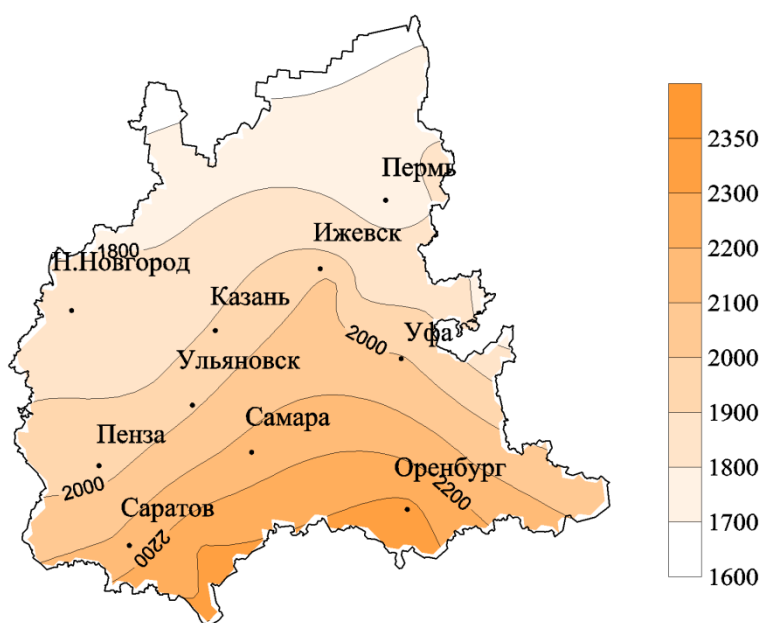 Пермь
Ижевск
1800
Н.Новгород
Казань
2000
Уфа
Ульяновск
Самара
Пенза
Оренбург
2000
2200
Саратов
2200
2350
2300
2200
2100
2000
1900
1800
1700
1600